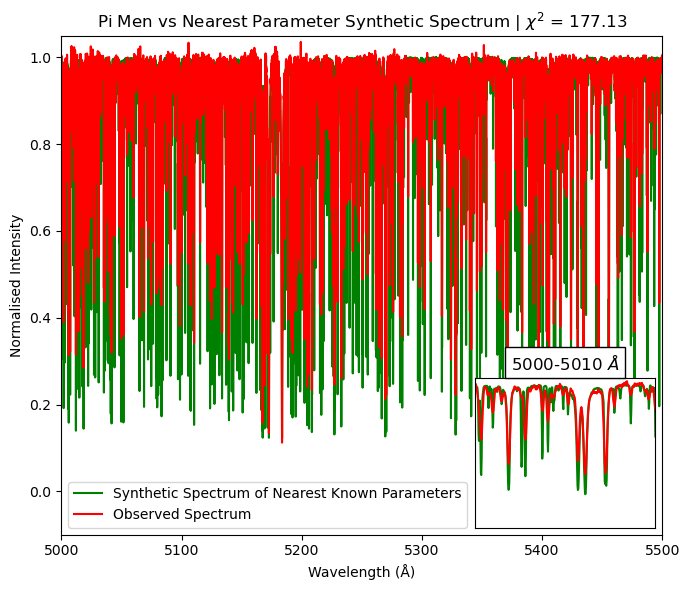 Pi Men vs Nearest Parameter Synthetic Spectrum | χ² = 177.13
Normalised Intensity
1.0
0.8
0.6
0.4
0.2
0.0
5000-5010 Å
Synthetic Spectrum of Nearest Known Parameters
Observed Spectrum
5000 5100 5200 5300 5400 5500
Wavelength (Å)